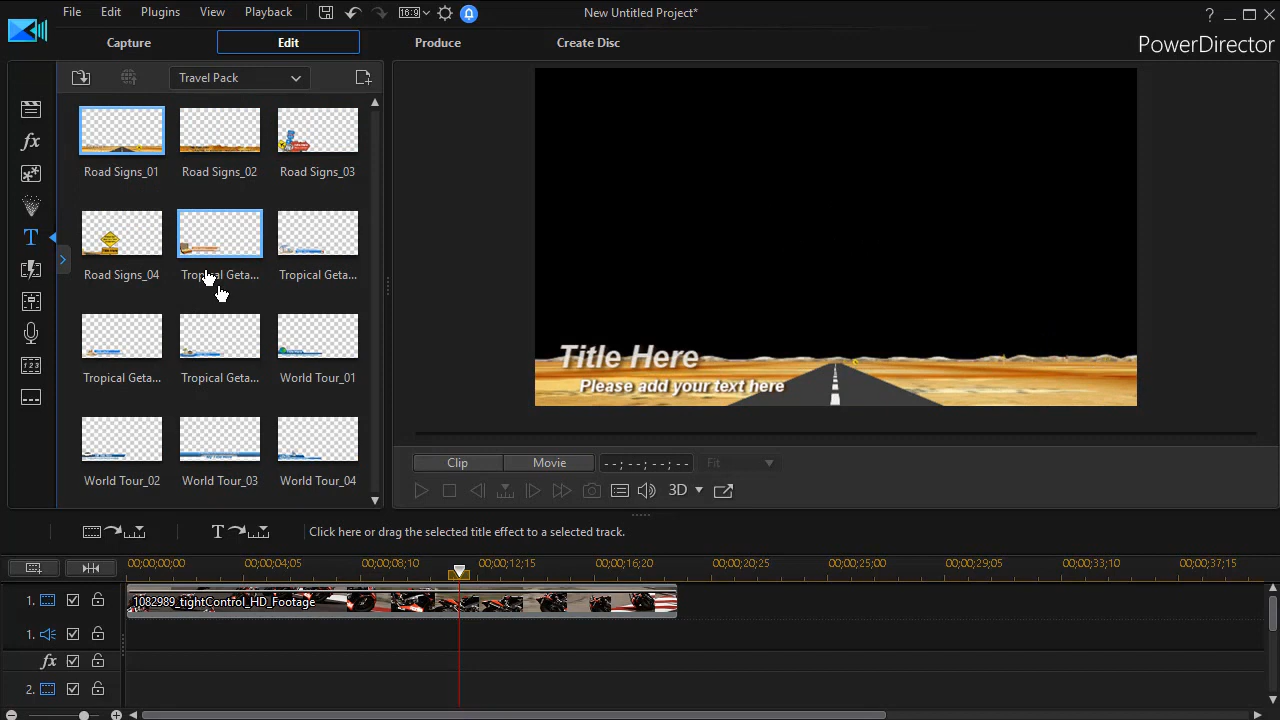 File Edit Plugins View Playback 16:9 New Untitled Project* ?
Capture Edit Produce Create Disc PowerDirector
Travel Pack
Road Signs_01 Road Signs_02 Road Signs_03
Road Signs_04 Tropical Geta... Tropical Geta...
Tropical Geta... Tropical Geta... World Tour_01
World Tour_02 World Tour_03 World Tour_04
Title Here
Please add your text here
Clip Movie --;--;--;-- Fit
3D
T T Click here or drag the selected title effect to a selected track.
00;00;00;00 00;00;04;05 00;00;08;10 00;00;12;15 00;00;16;20 00;00;20;25 00;00;25;00 00;00;29;05 00;00;33;10 00;00;37;15
1. 1082989_tightControl_HD_Footage
1.
fx
2.